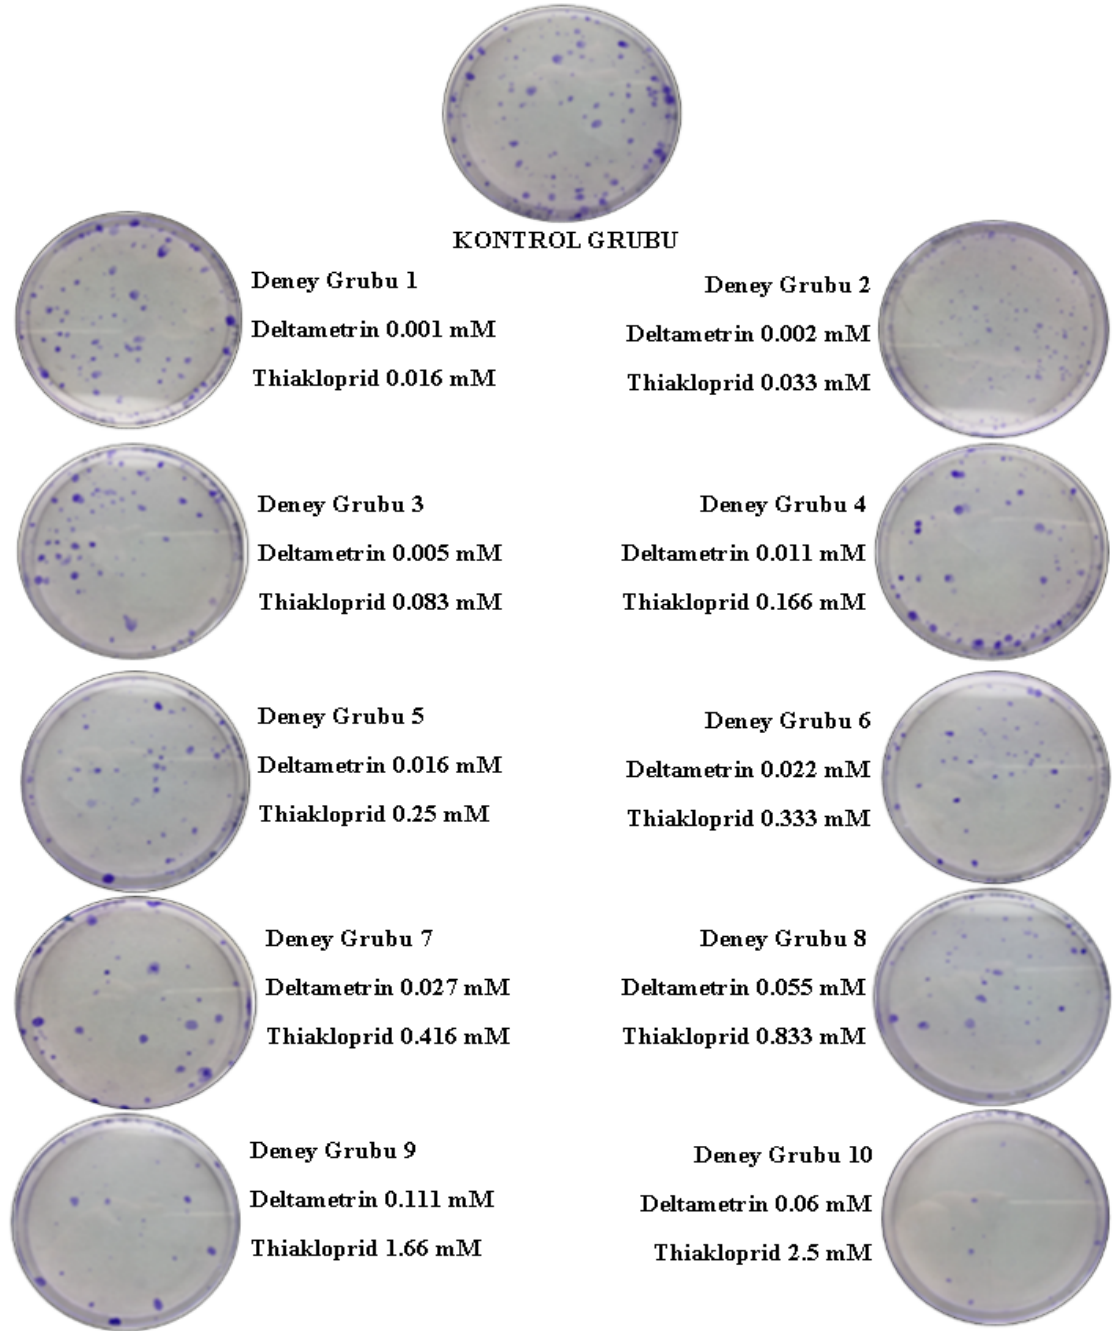 KONTROL GRUBU
Deney Grubu 1
Deltametrin 0.001 mM
Thiakloprid 0.016 mM
Deney Grubu 2
Deltametrin 0.002 mM
Thiakloprid 0.033 mM
Deney Grubu 3
Deltametrin 0.005 mM
Thiakloprid 0.083 mM
Deney Grubu 4
Deltametrin 0.011 mM
Thiakloprid 0.166 mM
Deney Grubu 5
Deltametrin 0.016 mM
Thiakloprid 0.25 mM
Deney Grubu 6
Deltametrin 0.022 mM
Thiakloprid 0.333 mM
Deney Grubu 7
Deltametrin 0.027 mM
Thiakloprid 0.416 mM
Deney Grubu 8
Deltametrin 0.055 mM
Thiakloprid 0.833 mM
Deney Grubu 9
Deltametrin 0.111 mM
Thiakloprid 1.66 mM
Deney Grubu 10
Deltametrin 0.06 mM
Thiakloprid 2.5 mM